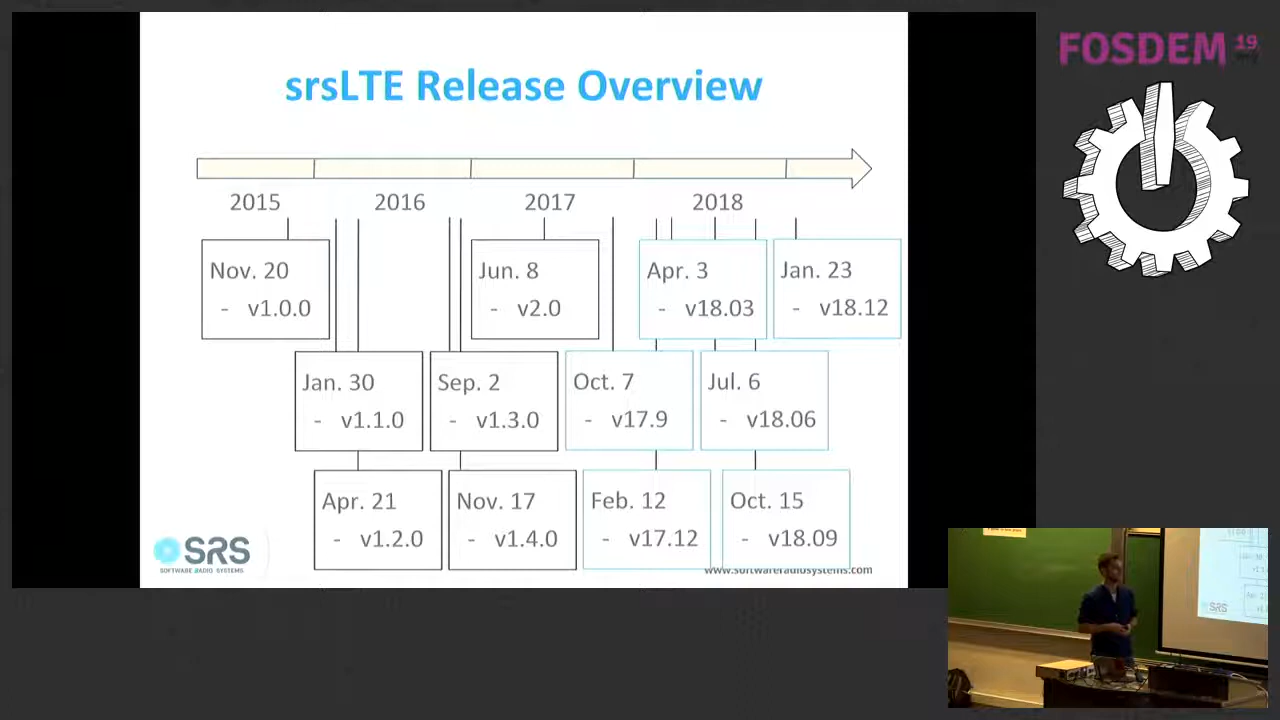 srsLTE Release Overview
2015 2016 2017 2018
Nov. 20
- v1.0.0
Jun. 8
- v2.0
Apr. 3
- v18.03
Jan. 23
- v18.12
Jan. 30
- v1.1.0
Sep. 2
- v1.3.0
Oct. 7
- v17.9
Jul. 6
- v18.06
Apr. 21
- v1.2.0
Nov. 17
- v1.4.0
Feb. 12
- v17.12
Oct. 15
- v18.09
SRS
SOFTWARE RADIO SYSTEMS
www.softwareradiosystems.com
FOSDEM 19
SRS